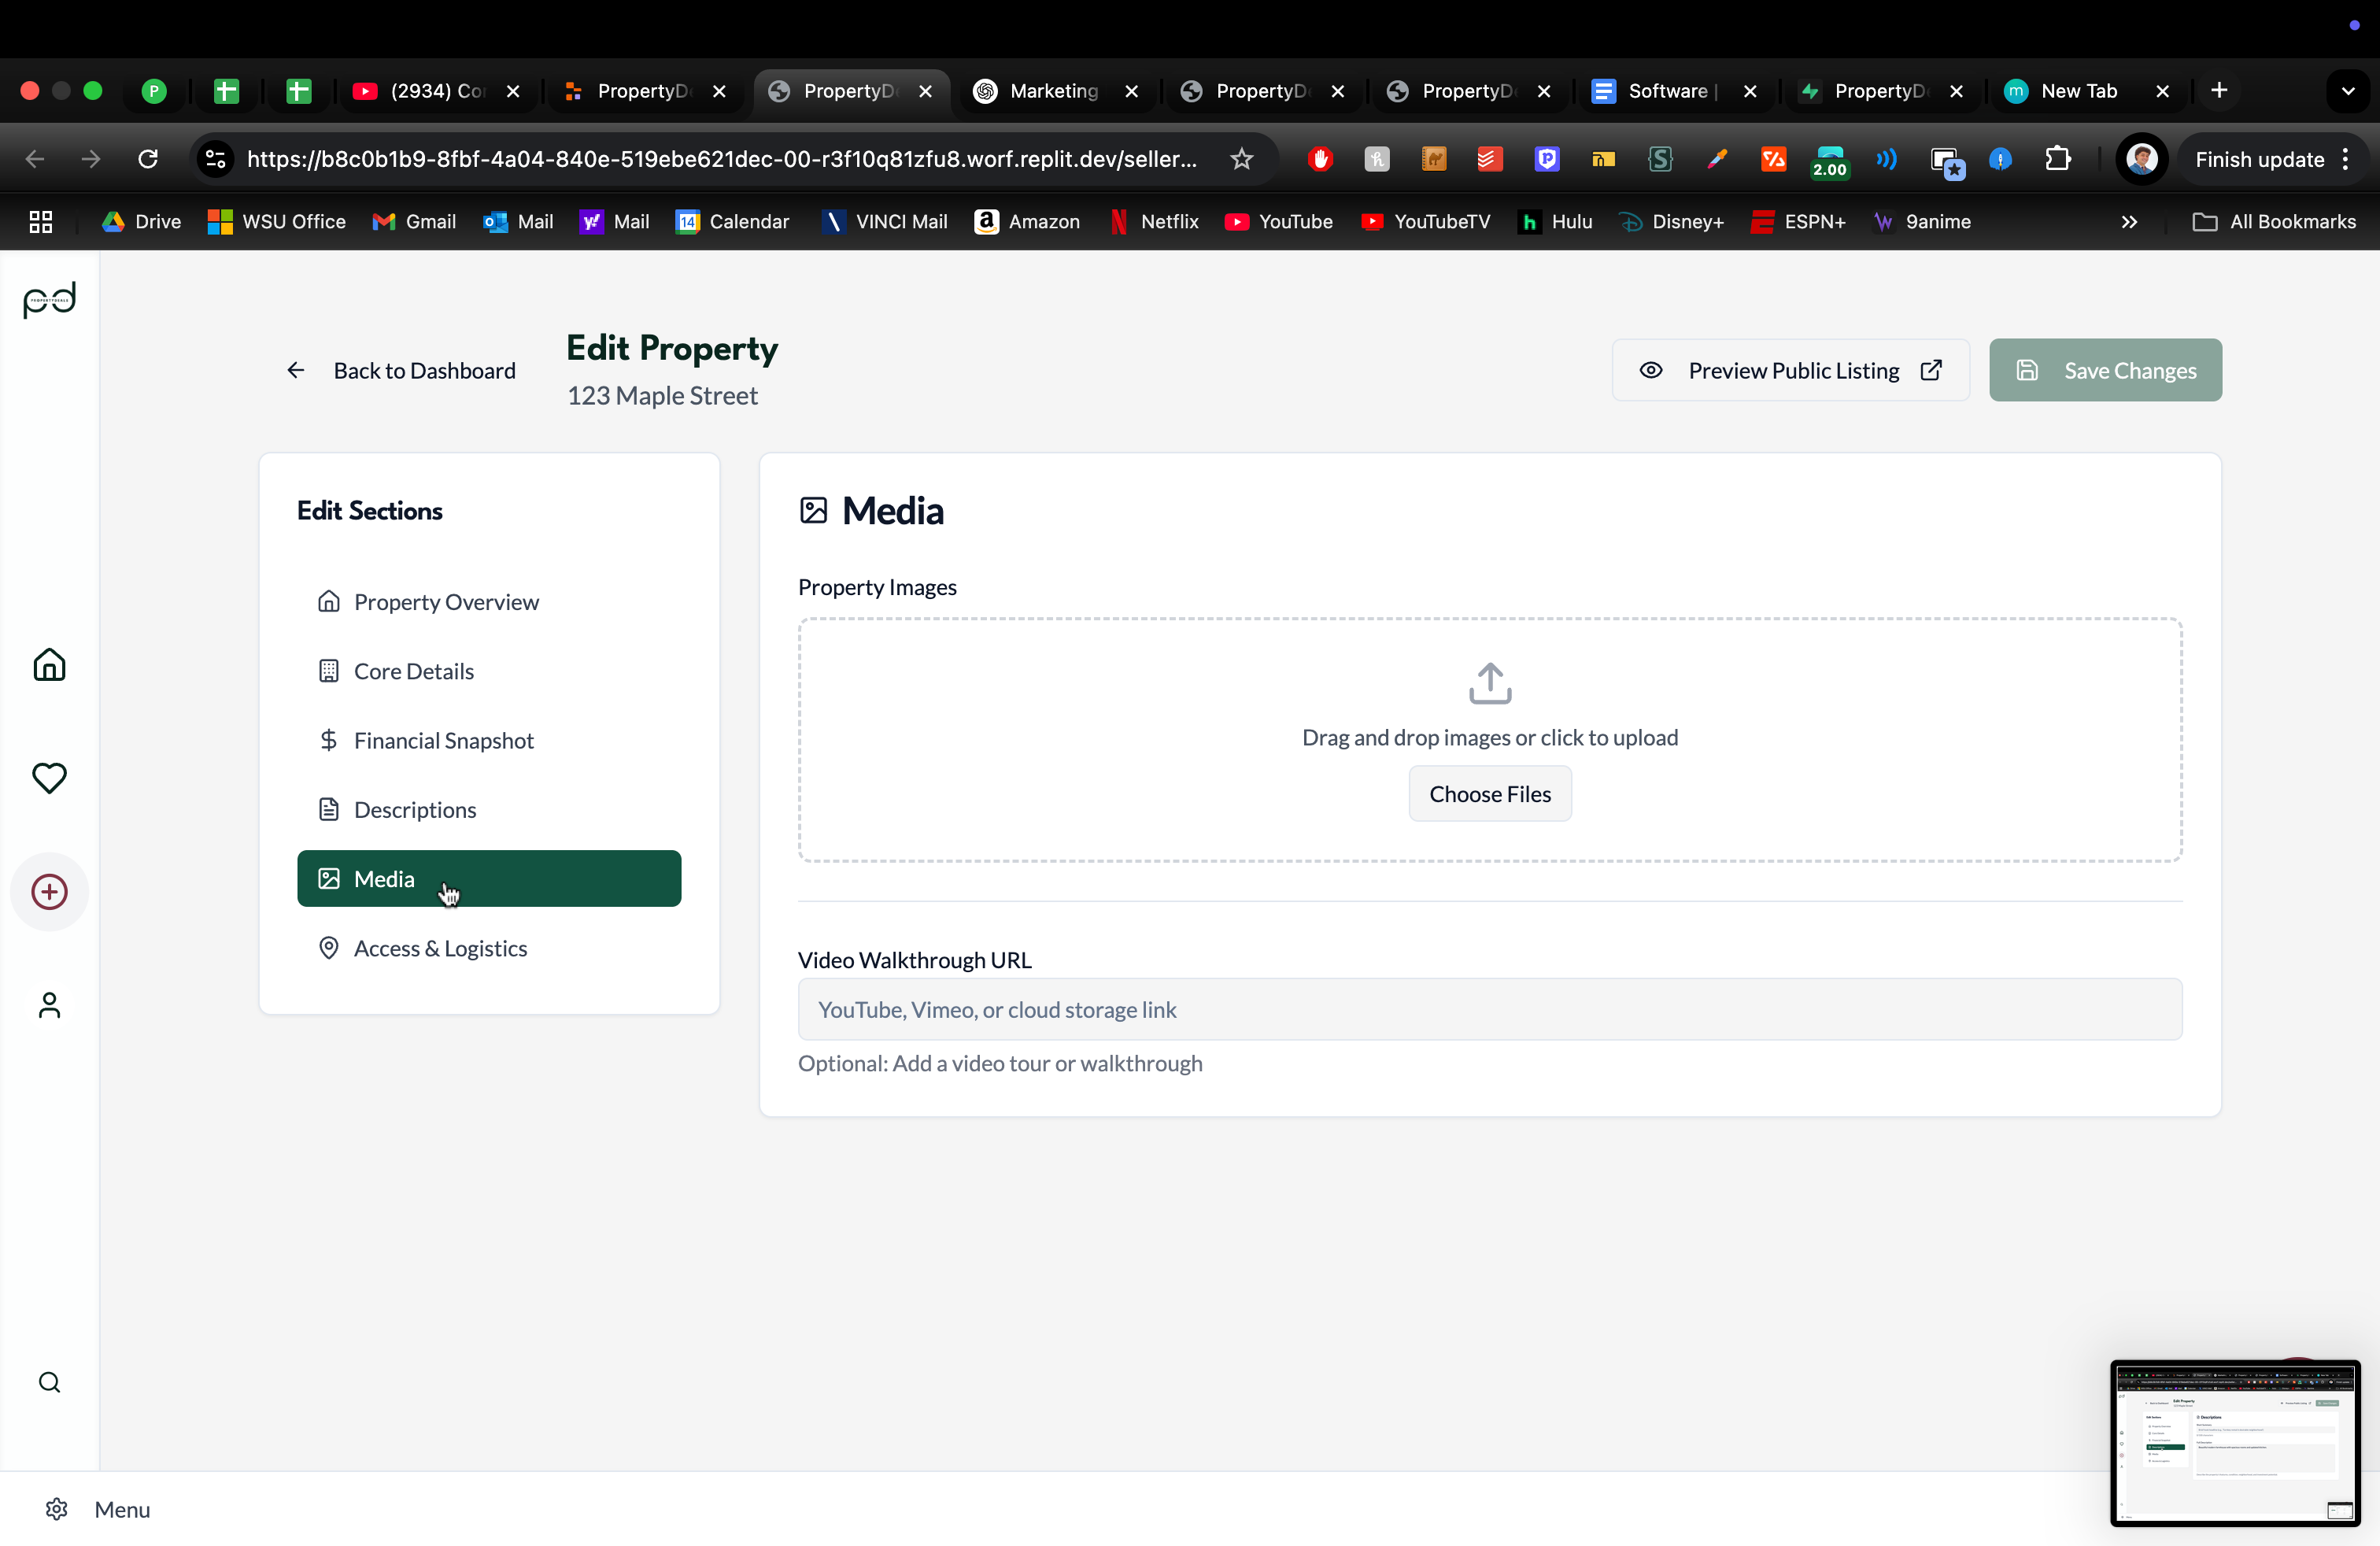 P
(2934) Co
PropertyD
PropertyD
Marketing
PropertyD
PropertyD
Software |
PropertyD
m
New Tab
https://b8c0b1b9-8fbf-4a04-840e-519ebe621dec-00-r3f10q81zfu8.worf.replit.dev/seller...
2.00
Finish update
Drive
WSU Office
Gmail
Mail
Mail
14
Calendar
VINCI Mail
Amazon
Netflix
YouTube
YouTubeTV
Hulu
Disney+
ESPN+
9anime
All Bookmarks
pd
Back to Dashboard
Edit Property
123 Maple Street
Preview Public Listing
Save Changes
Edit Sections
Property Overview
Core Details
Financial Snapshot
Descriptions
Media
Access & Logistics
Media
Property Images
Drag and drop images or click to upload
Choose Files
Video Walkthrough URL
YouTube, Vimeo, or cloud storage link
Optional: Add a video tour or walkthrough
Menu